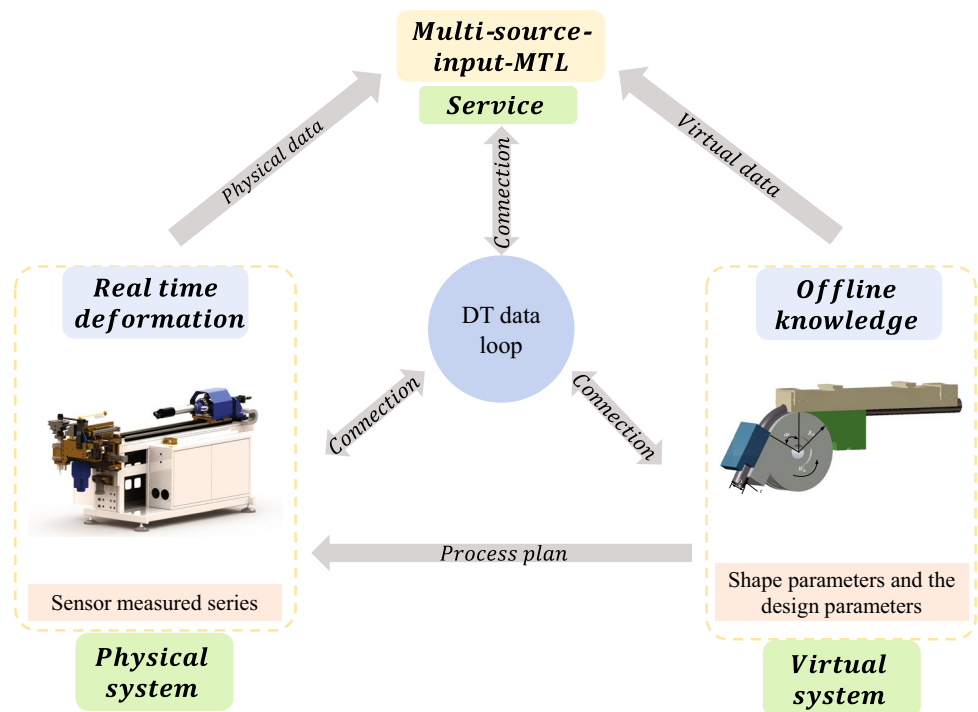 Multi-source-
input-MTL
Service
Physical data
Virtual data
Connection
Real time
deformation
DT data
loop
Offline
knowledge
Connection
Connection
Process plan
Sensor measured series
Shape parameters and the
design parameters
Physical
system
Virtual
system